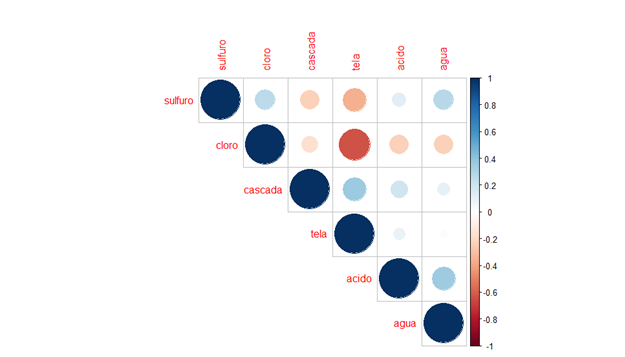 sulfuro
cloro
cascada
tela
acido
agua
sulfuro
cloro
cascada
tela
acido
agua
1
0.8
0.6
0.4
0.2
0
-0.2
-0.4
-0.6
-0.8
-1